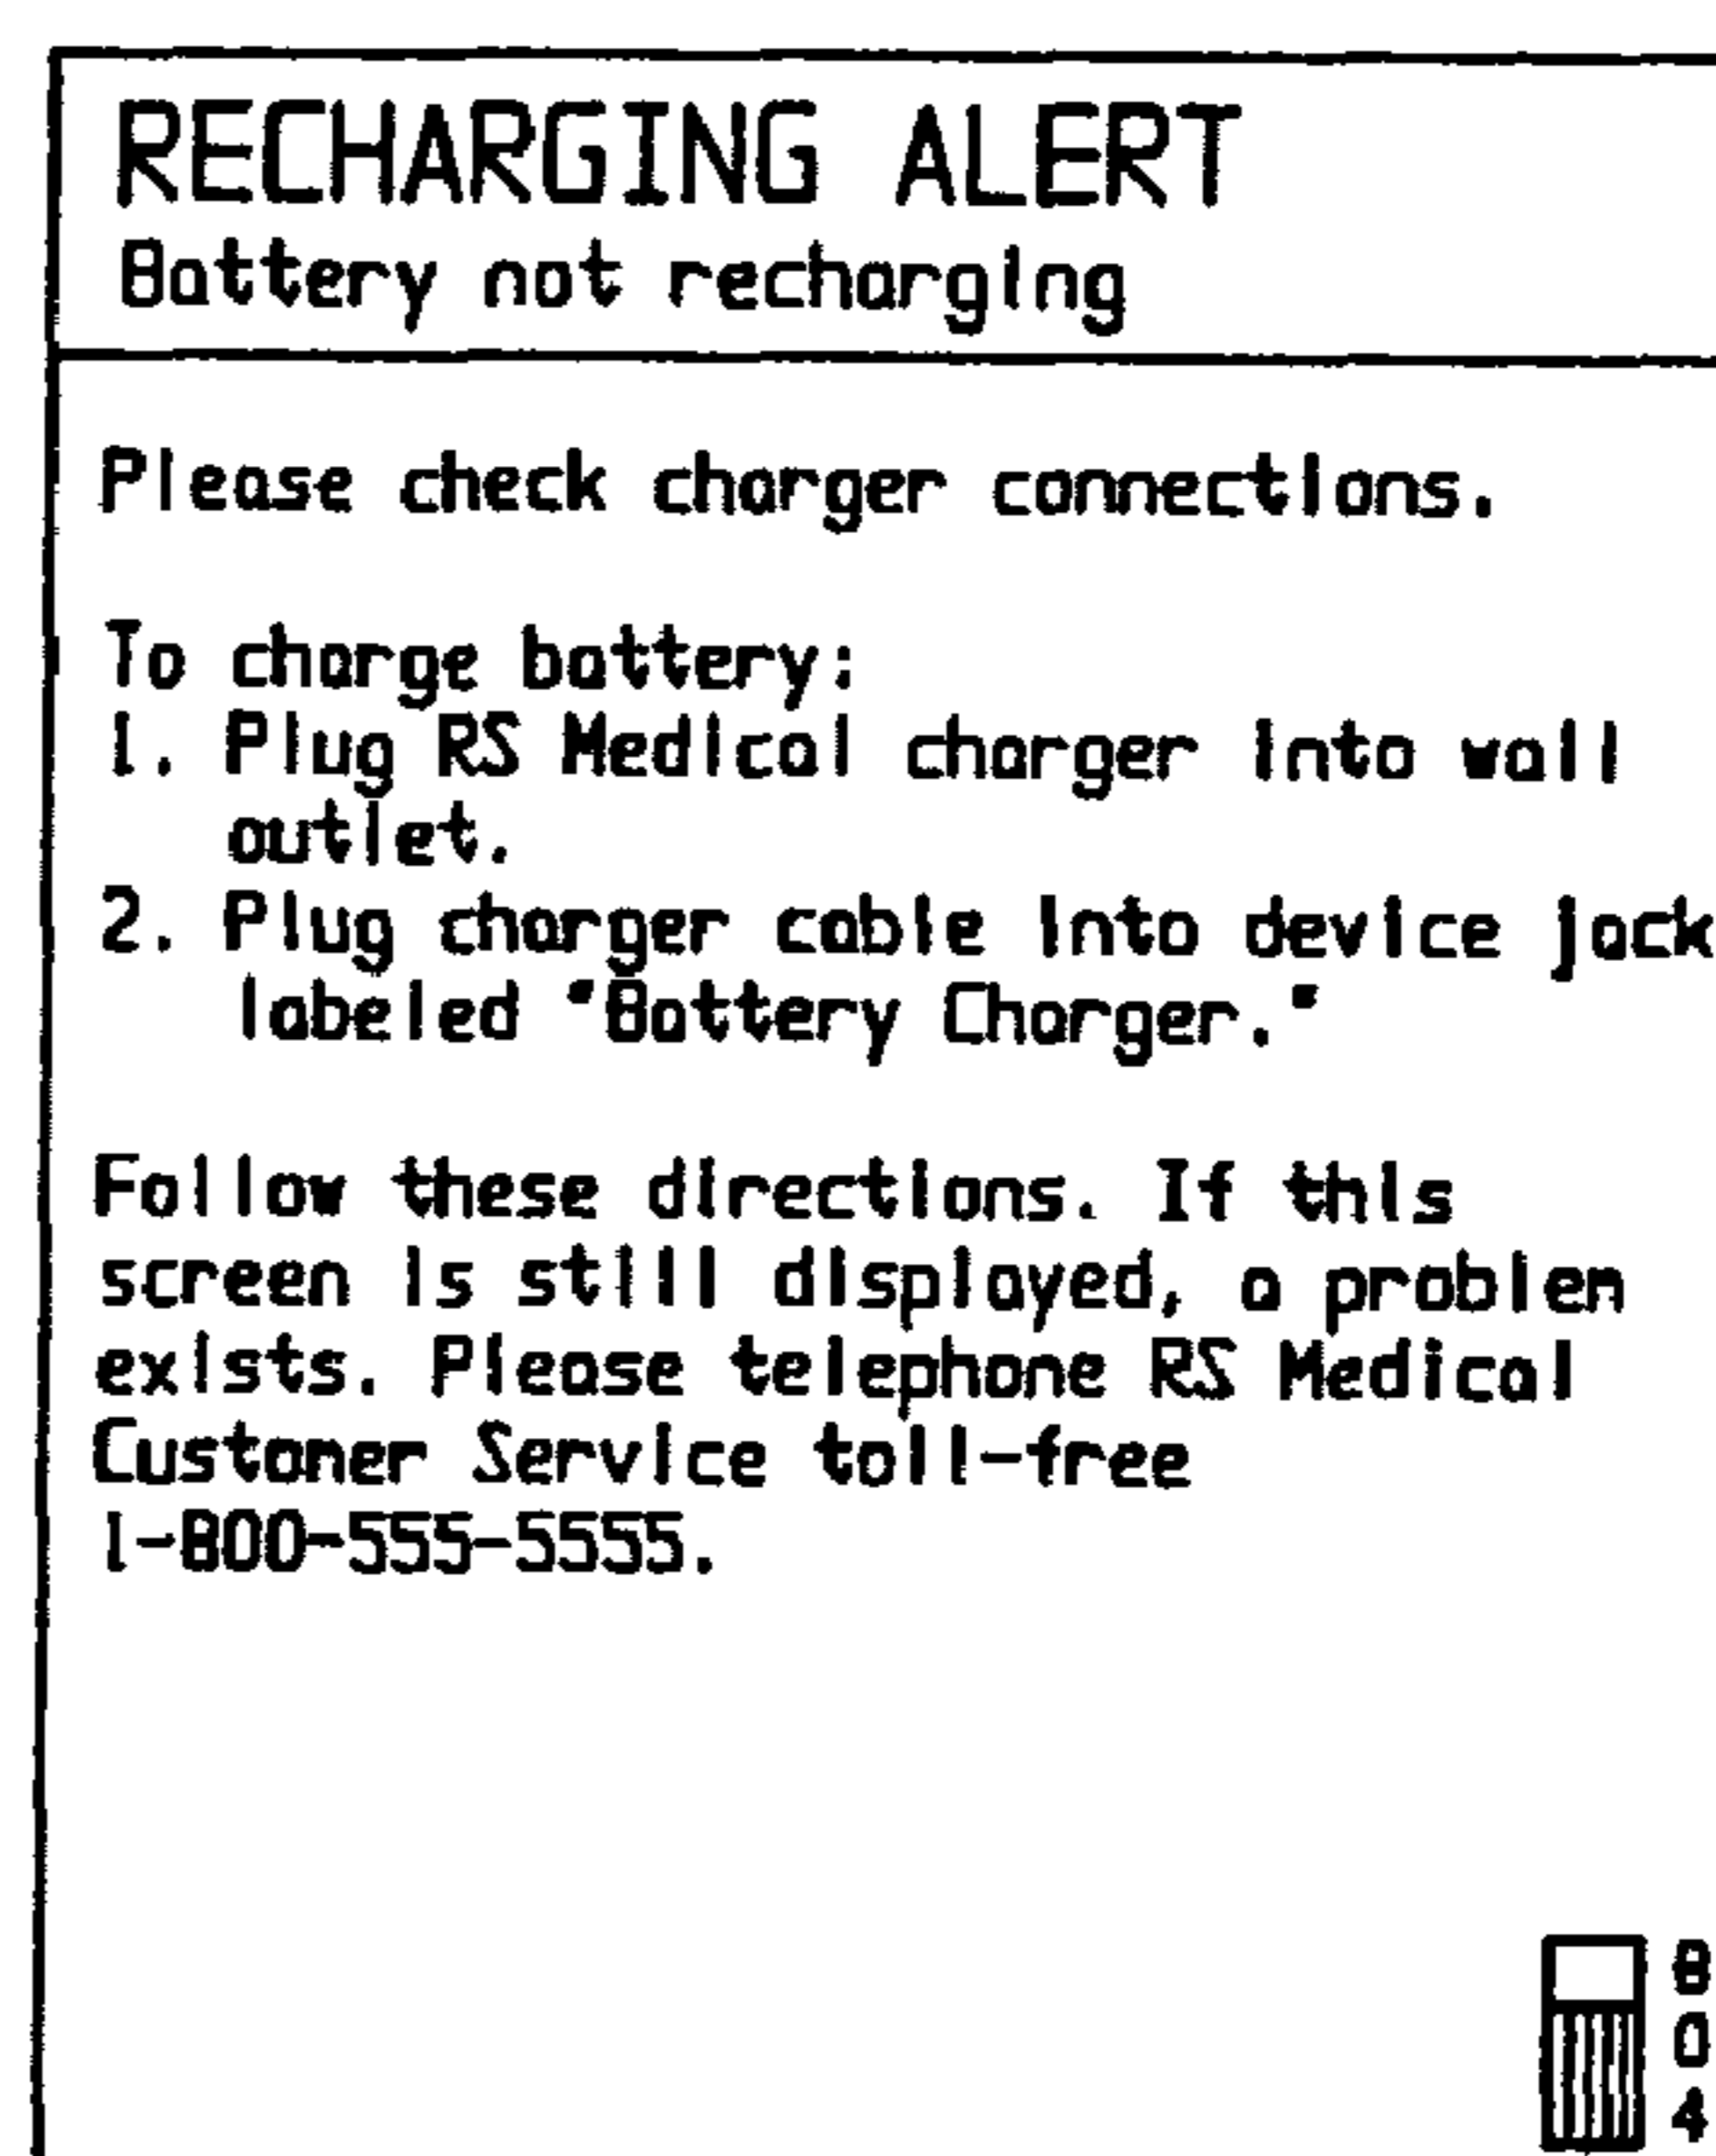 RECHARGING ALERT
Battery not recharging
Please check charger connections.
To charge battery:
1. Plug RS Medical charger into wall
outlet.
2. Plug charger cable into device jack
labeled "Battery Charger."
Follow these directions. If this
screen is still displayed, a problem
exists. Please telephone RS Medical
Customer Service toll-free
1-800-555-5555.
8
0
4